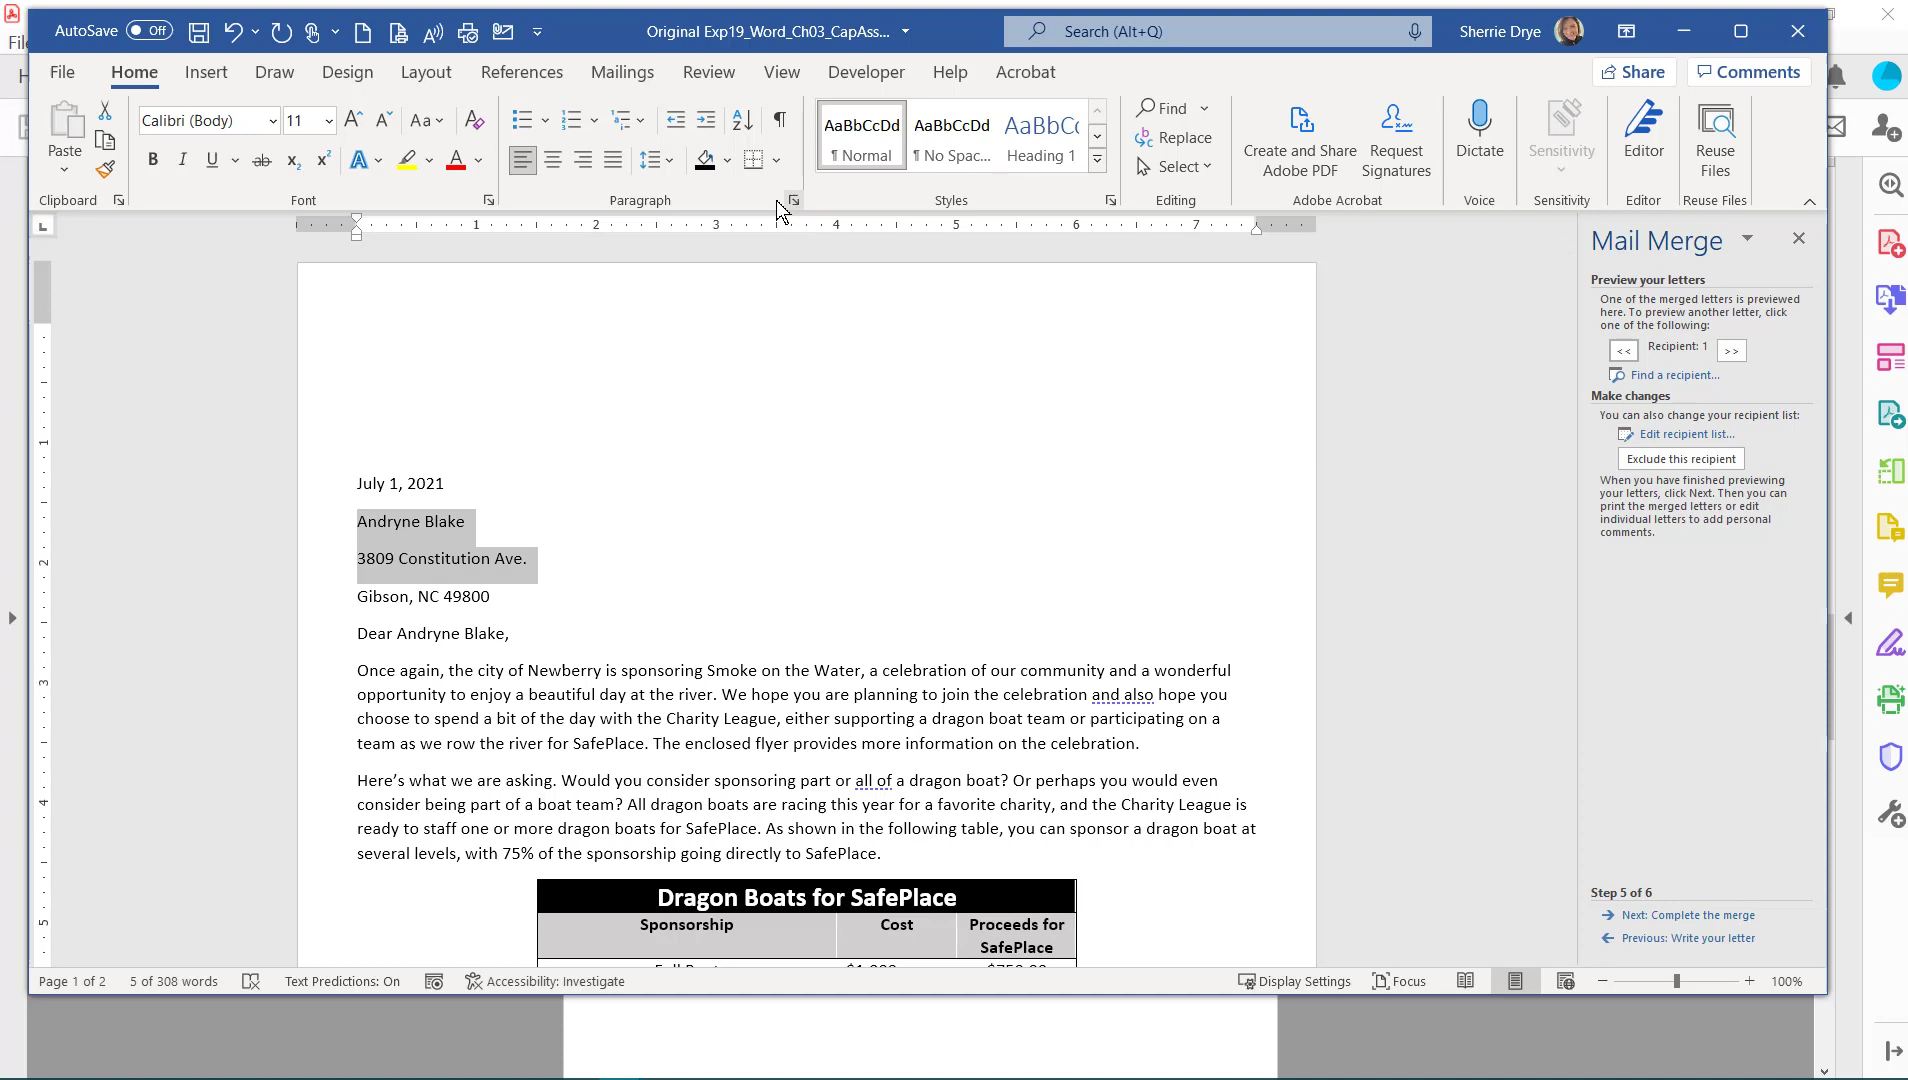 AutoSave Off
Original Exp19_Word_Ch03_CapAss...
Search (Alt+Q)
Sherrie Drye
File Home Insert Draw Design Layout References Mailings Review View Developer Help Acrobat
Share
Comments
Paste
Clipboard
Calibri (Body) 11
Aa
B I U ab x₂ x² A A
Font
Paragraph
AaBbCcDd AaBbCcDd AaBbCc
¶ Normal ¶ No Spac... Heading 1
Styles
Find
Replace
Select
Editing
Create and Share
Adobe PDF
Request
Signatures
Adobe Acrobat
Dictate
Voice
Sensitivity
Sensitivity
Editor
Editor
Reuse
Files
Reuse Files
1 2 3 4 5 6 7
July 1, 2021
Andryne Blake
3809 Constitution Ave.
Gibson, NC 49800
Dear Andryne Blake,
Once again, the city of Newberry is sponsoring Smoke on the Water, a celebration of our community and a wonderful
opportunity to enjoy a beautiful day at the river. We hope you are planning to join the celebration and also hope you
choose to spend a bit of the day with the Charity League, either supporting a dragon boat team or participating on a
team as we row the river for SafePlace. The enclosed flyer provides more information on the celebration.
Here's what we are asking. Would you consider sponsoring part or all of a dragon boat? Or perhaps you would even
consider being part of a boat team? All dragon boats are racing this year for a favorite charity, and the Charity League is
ready to staff one or more dragon boats for SafePlace. As shown in the following table, you can sponsor a dragon boat at
several levels, with 75% of the sponsorship going directly to SafePlace.
Dragon Boats for SafePlace
Sponsorship Cost Proceeds for
SafePlace
1
2
3
4
5
Mail Merge
Preview your letters
One of the merged letters is previewed
here. To preview another letter, click
one of the following:
<< Recipient: 1 >>
Find a recipient...
Make changes
You can also change your recipient list:
Edit recipient list...
Exclude this recipient
When you have finished previewing
your letters, click Next. Then you can
print the merged letters or edit
individual letters to add personal
comments.
Step 5 of 6
Next: Complete the merge
Previous: Write your letter
Page 1 of 2 5 of 308 words Text Predictions: On Accessibility: Investigate Display Settings Focus 100%